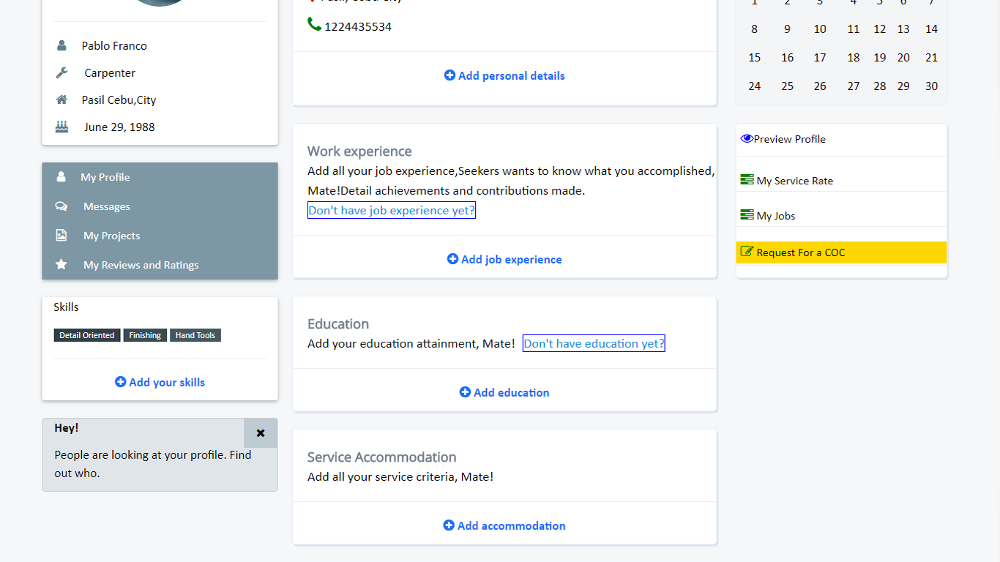 Pablo Franco
Carpenter
Pasil Cebu,City
June 29, 1988
My Profile
Messages
My Projects
My Reviews and Ratings
Skills
Detail Oriented Finishing Hand Tools
Add your skills
Hey!
People are looking at your profile. Find
out who.
1224435534
Add personal details
Work experience
Add all your job experience,Seekers wants to know what you accomplished,
Mate!Detail achievements and contributions made.
Don't have job experience yet?
Add job experience
Education
Add your education attainment, Mate! Don't have education yet?
Add education
Service Accommodation
Add all your service criteria, Mate!
Add accommodation
1 2 3 4 5 6 7
8 9 10 11 12 13 14
15 16 17 18 19 20 21
24 25 26 27 28 29 30
Preview Profile
My Service Rate
My Jobs
Request For a COC